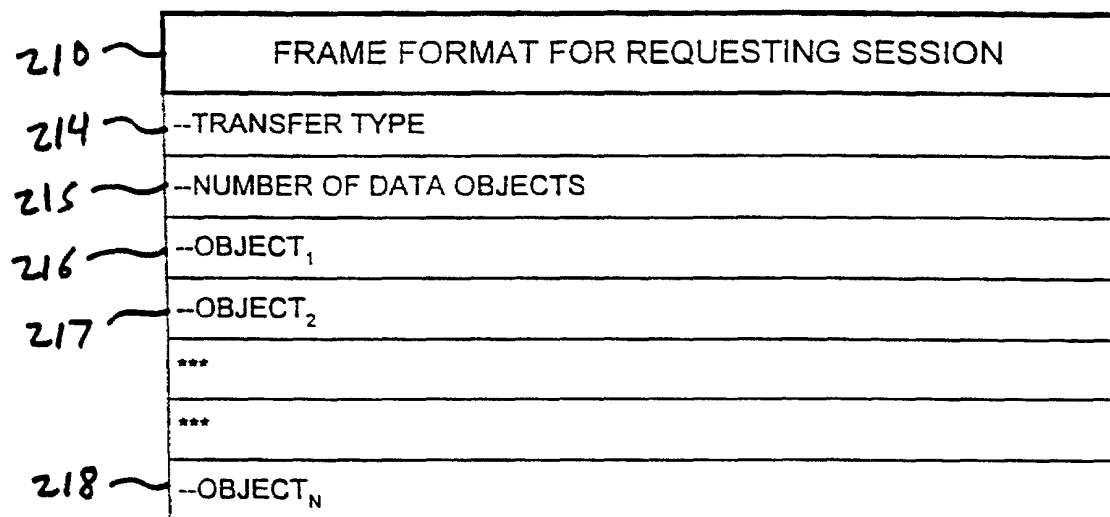 210 FRAME FORMAT FOR REQUESTING SESSION
214 --TRANSFER TYPE
215 --NUMBER OF DATA OBJECTS
216 --OBJECT₁
217 --OBJECT₂
***
***
218 --OBJECT_N